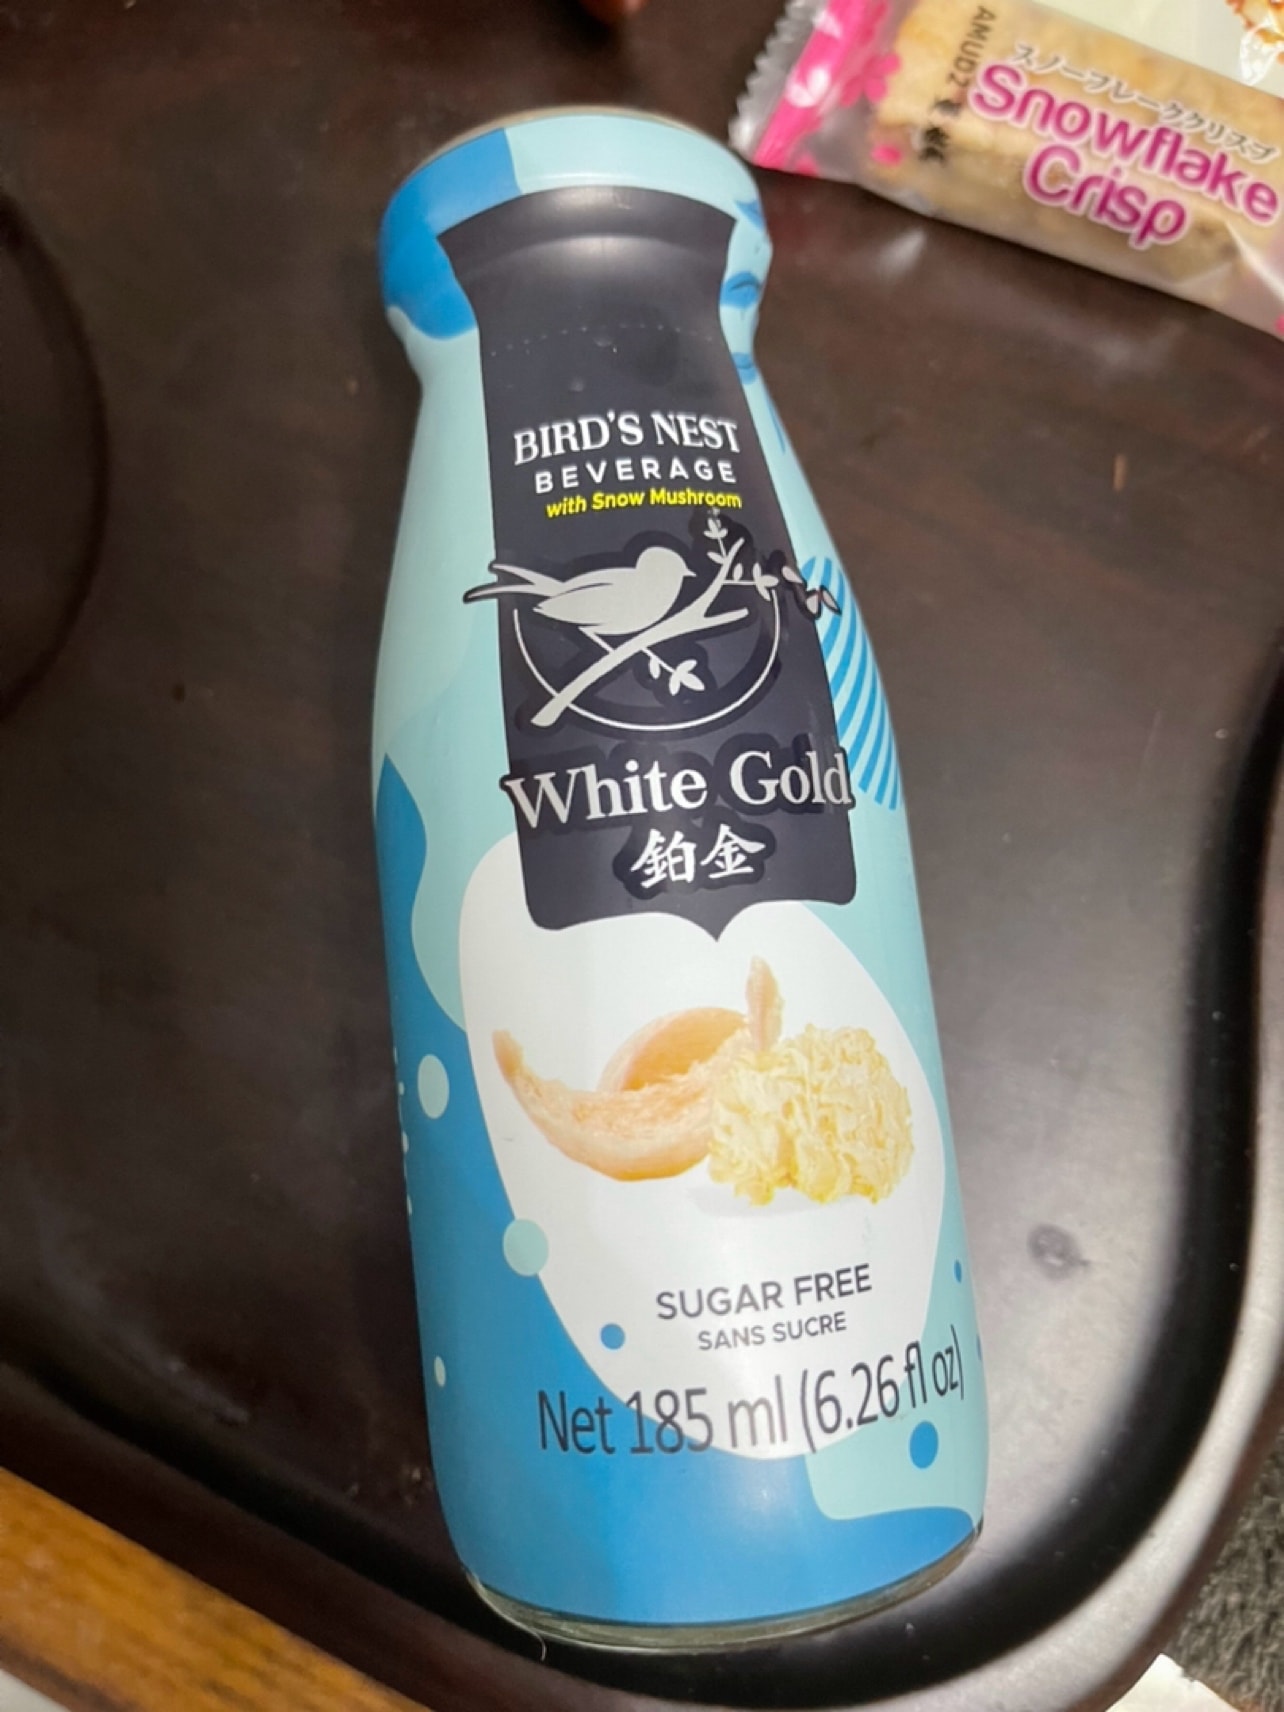 スノーフレーククリスプ
Snowflake
Crisp
BIRD'S NEST
BEVERAGE
with Snow Mushroom
White Gold
鉑金
SUGAR FREE
SANS SUCRE
Net 185 ml (6.26 fl oz)